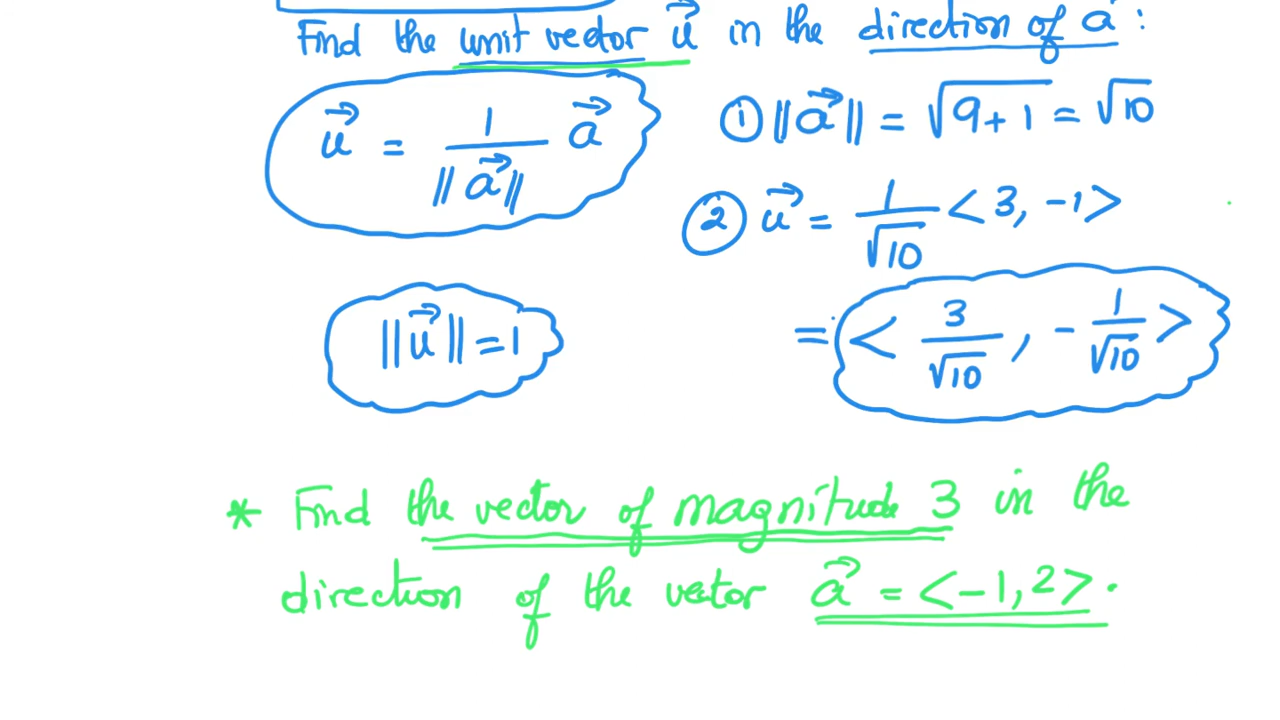 Find the unit vector u⃗ in the direction of a⃗ :
u⃗ = 1/‖a⃗‖ a⃗
① ‖a⃗‖ = √(9+1) = √10
② u⃗ = 1/√10 <3, -1>
‖u⃗‖ = 1
= < 3/√10 , - 1/√10 >
* Find the vector of magnitude 3 in the
direction of the vector a⃗ = <-1, 2> .